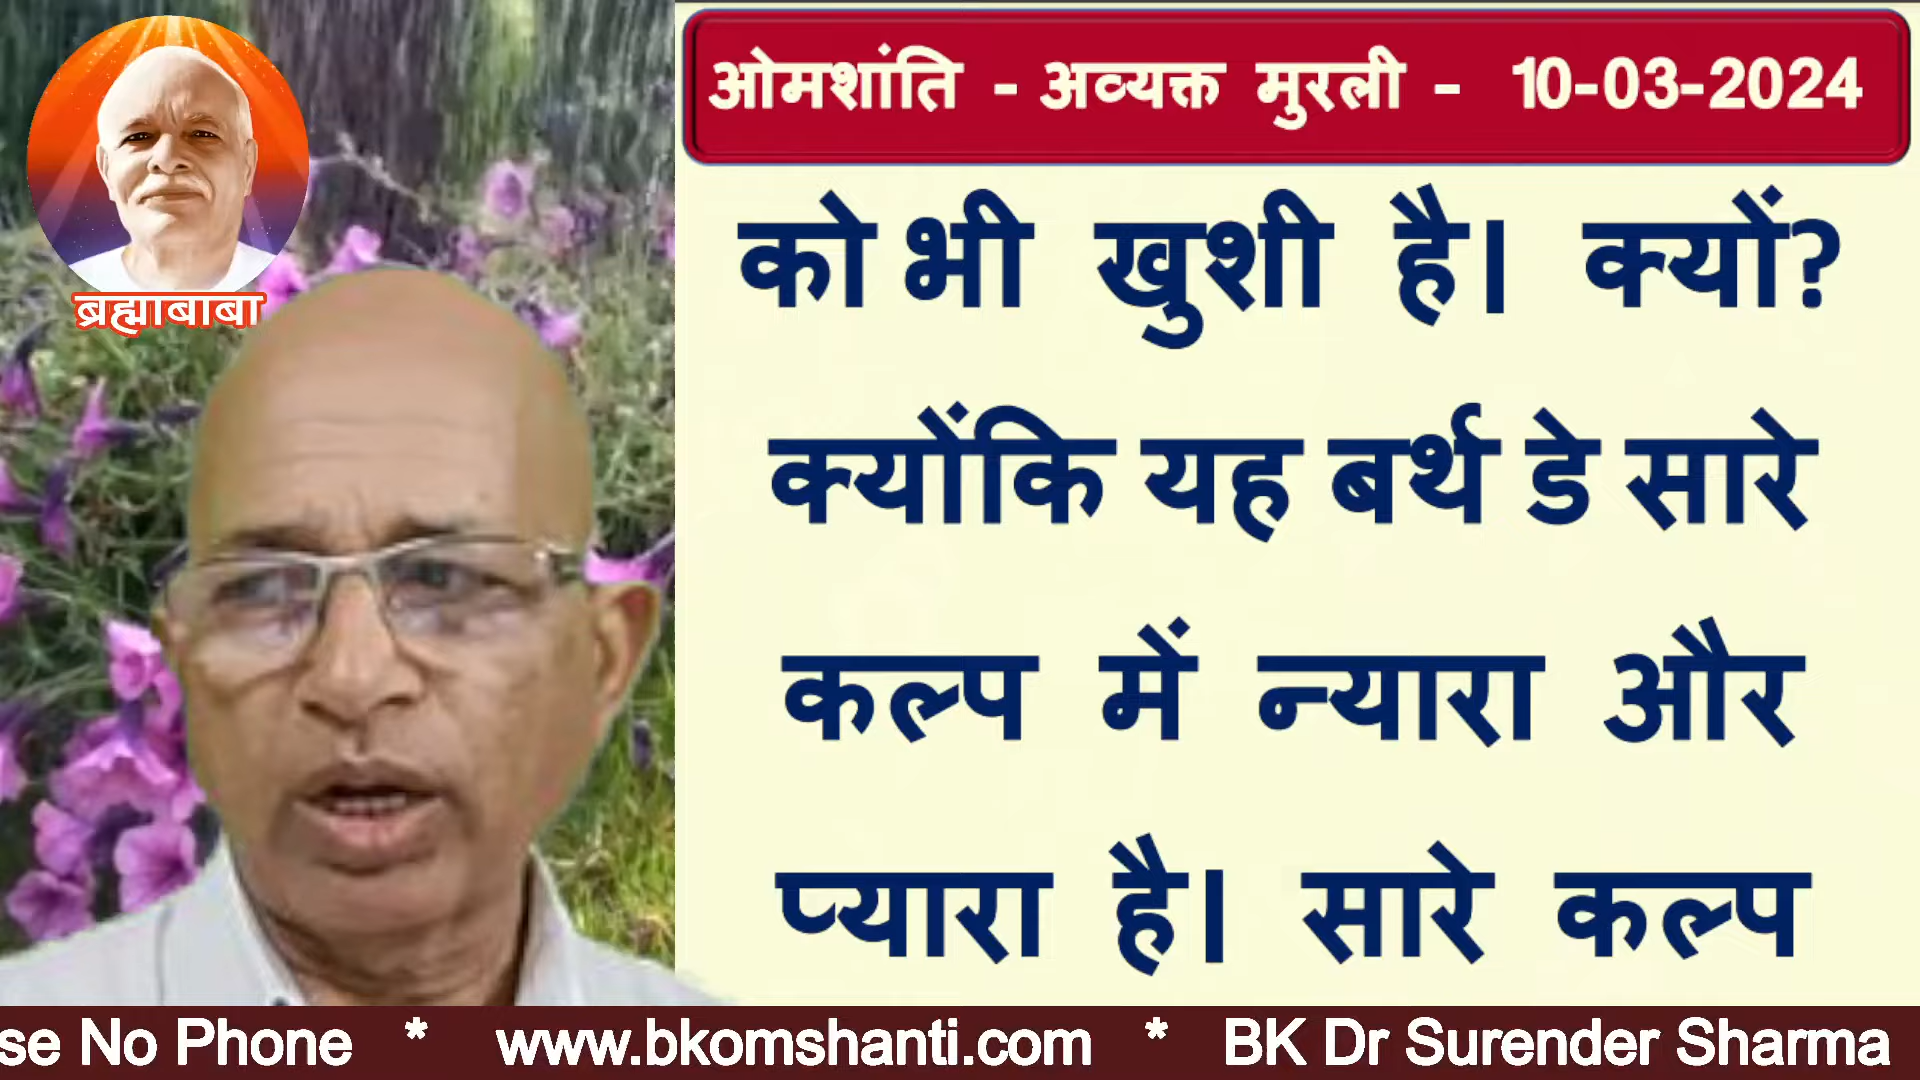 ब्रह्माबाबा
ओमशांति - अव्यक्त मुरली - 10-03-2024
को भी खुशी है। क्यों?
क्योंकि यह बर्थ डे सारे
कल्प में न्यारा और
प्यारा है। सारे कल्प
se No Phone * www.bkomshanti.com * BK Dr Surender Sharma